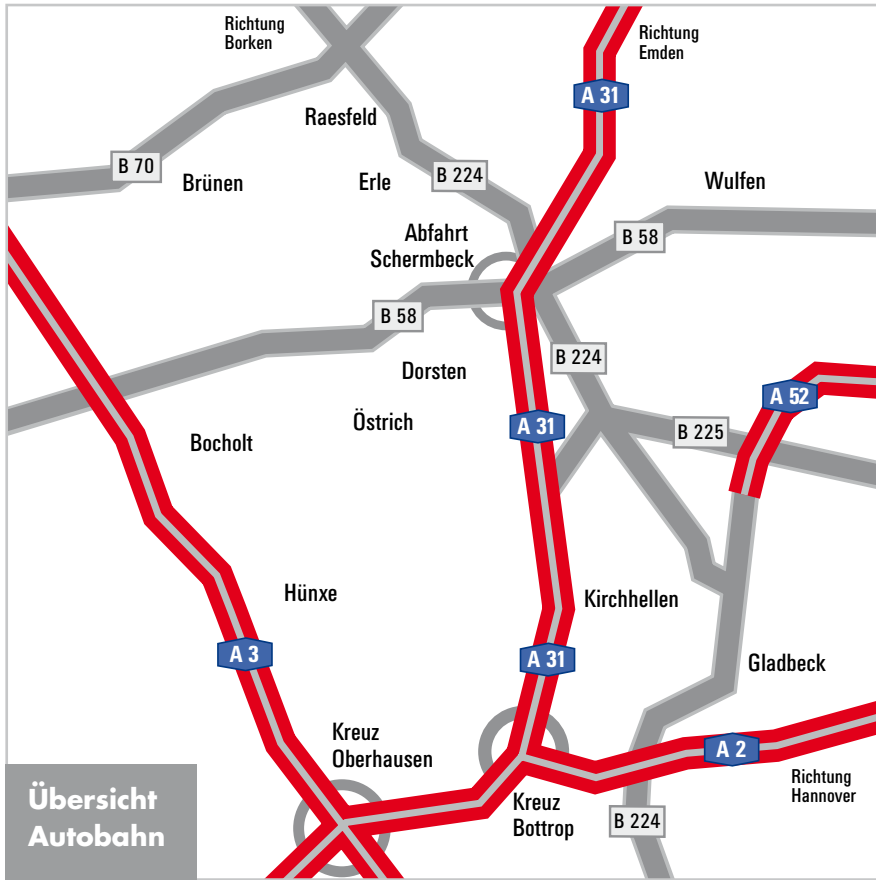 Richtung
Borken
Richtung
Emden
A 31
Raesfeld
B 70
Brünen
Erle
B 224
Wulfen
Abfahrt
Schermbeck
B 58
B 58
Dorsten
B 224
A 52
Östrich
A 31
B 225
Bocholt
Hünxe
Kirchhellen
A 3
A 31
Gladbeck
Kreuz
Oberhausen
A 2
Richtung
Hannover
Kreuz
Bottrop
B 224
Übersicht
Autobahn